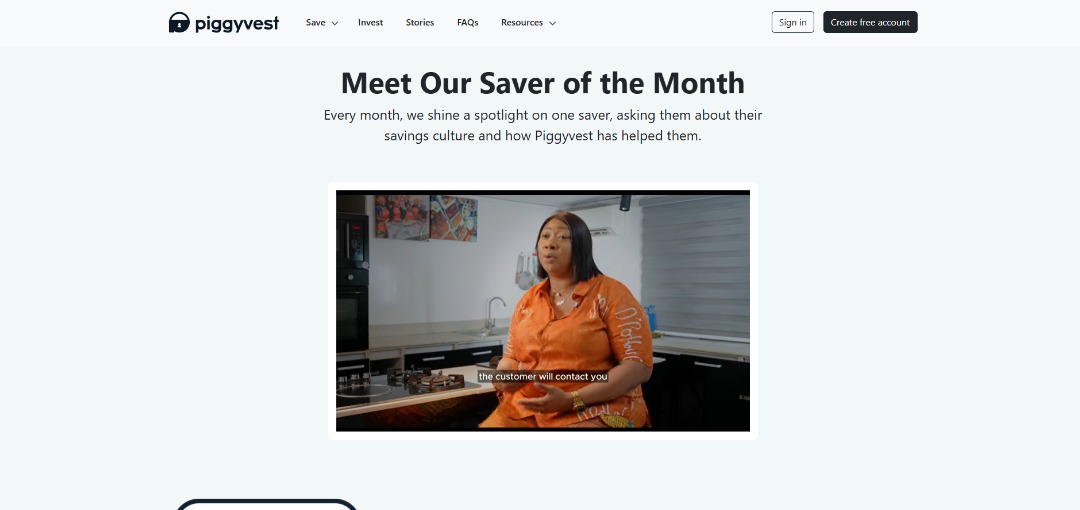 piggyvest Save Invest Stories FAQs Resources Sign in Create free account
Meet Our Saver of the Month
Every month, we shine a spotlight on one saver, asking them about their
savings culture and how Piggyvest has helped them.
the customer will contact you